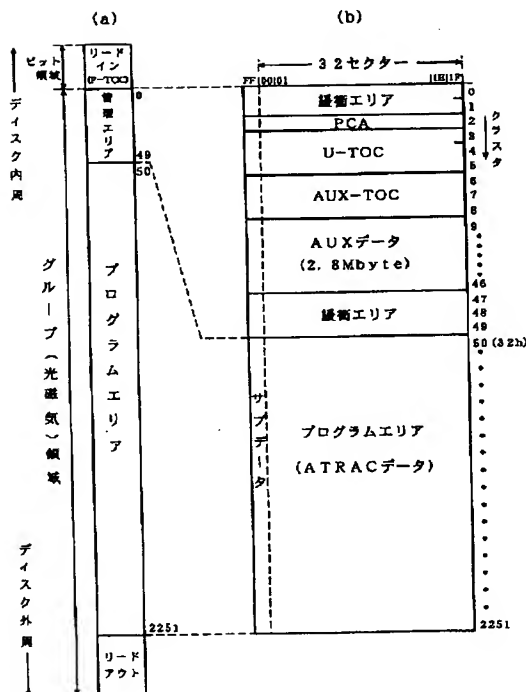 (a)
(b)
ディスク内周
ピット
領域
リード
イン
(P-TOC)
管理エリア
0
49
50
グルーブ(光磁気)領域
プログラムエリア
ディスク外周
2251
リード
アウト
32セクター
FF 00 01
1E 1F
緩衝エリア
0
1
PCA
2
U-TOC
3
4
5
クラスタ
AUX-TOC
6
7
8
AUXデータ
(2.8Mbyte)
9
46
緩衝エリア
47
48
49
50(32h)
サブデータ
プログラムエリア
(ATRACデータ)
2251